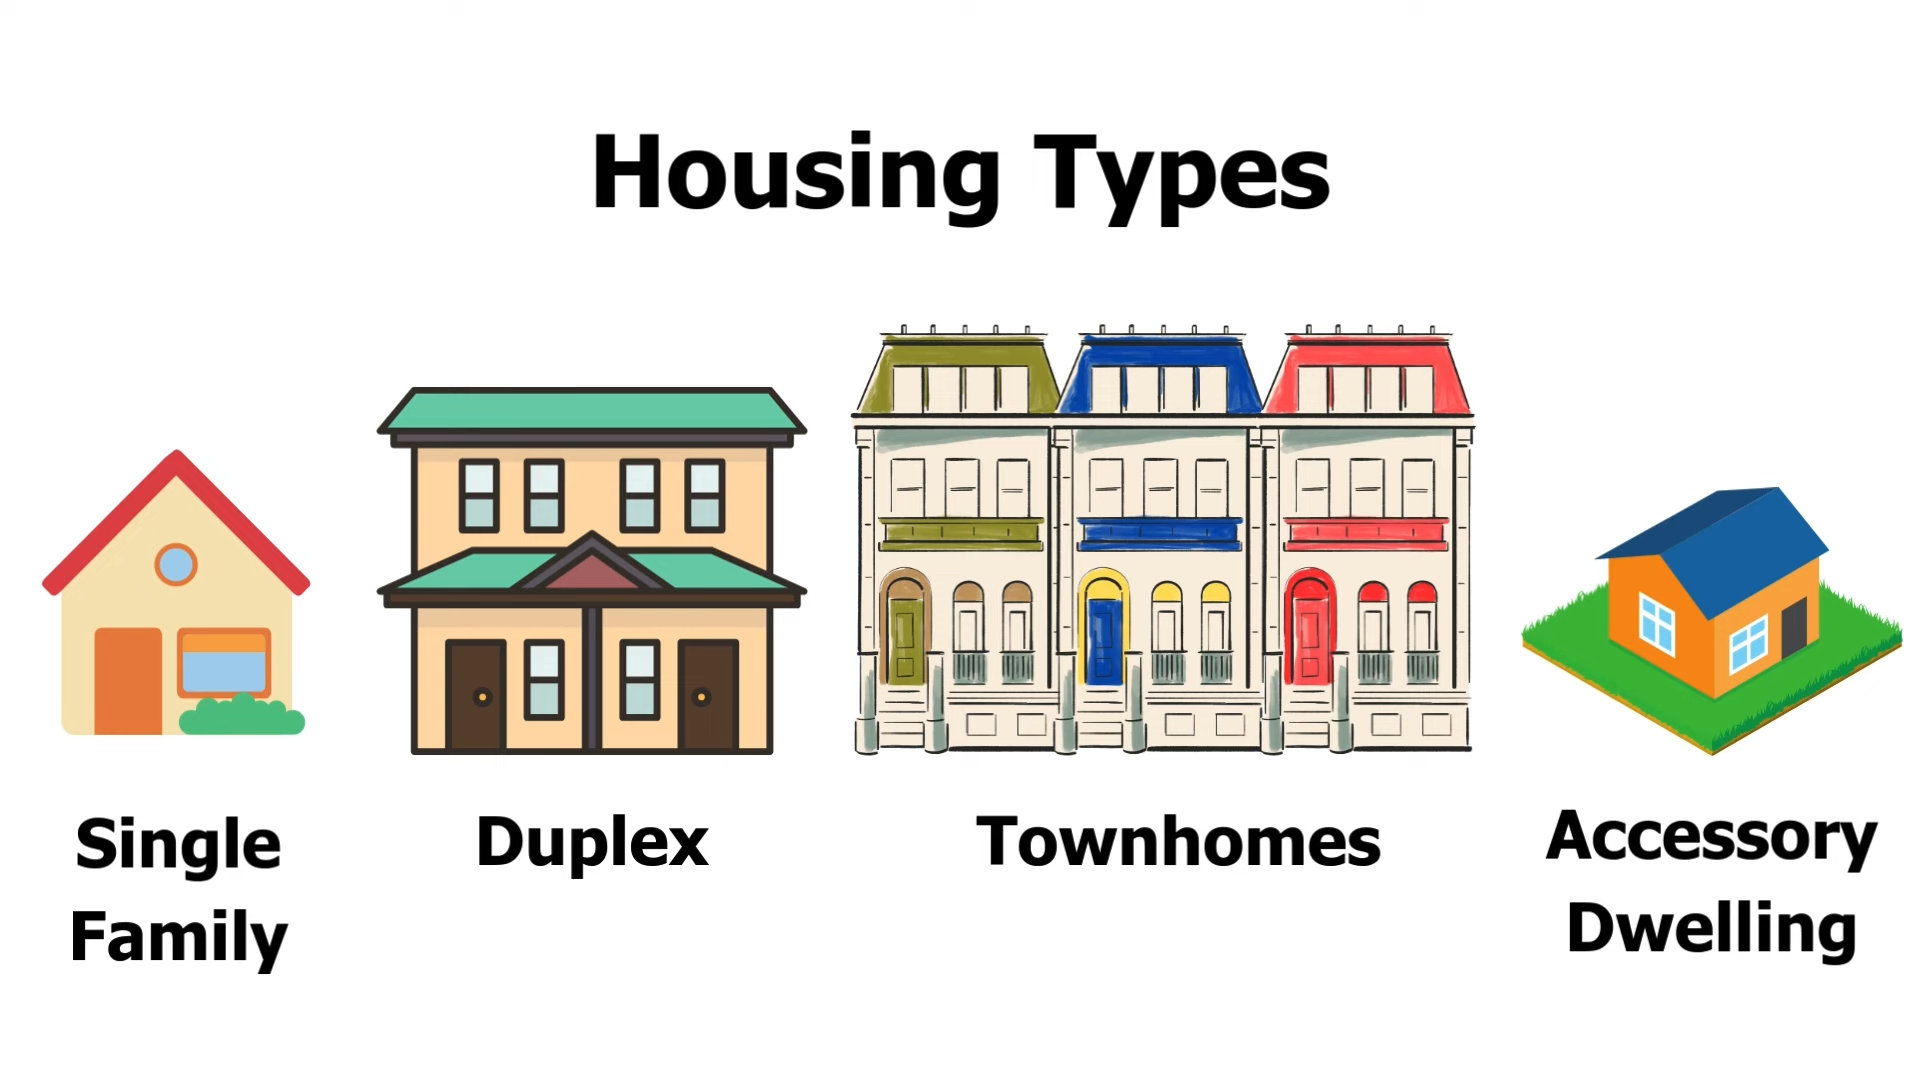 Housing Types
Single
Family
Duplex
Townhomes
Accessory
Dwelling